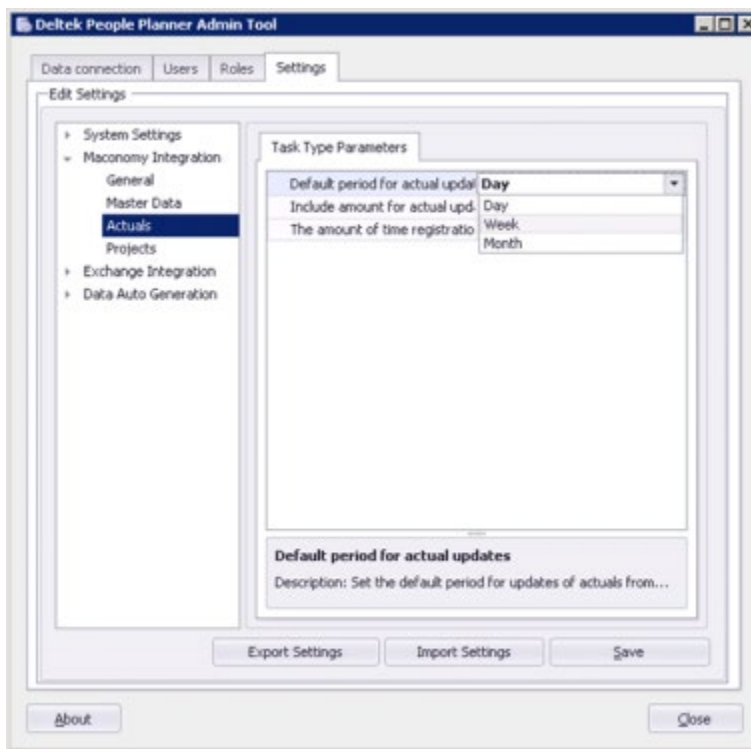 Deltek People Planner Admin Tool
Data connection Users Roles Settings
Edit Settings
System Settings
Maconomy Integration
General
Master Data
Actuals
Projects
Exchange Integration
Data Auto Generation
Task Type Parameters
Default period for actual updat Day
Include amount for actual upd Day
The amount of time registratio Week
Month
Default period for actual updates
Description: Set the default period for updates of actuals from...
Export Settings Import Settings Save
About Close